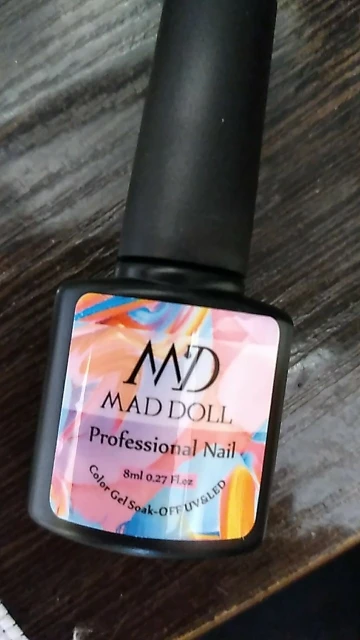 MD
MAD DOLL
Professional Nail
8ml 0.27 Fl.oz
Color Gel Soak-OFF UV&LED